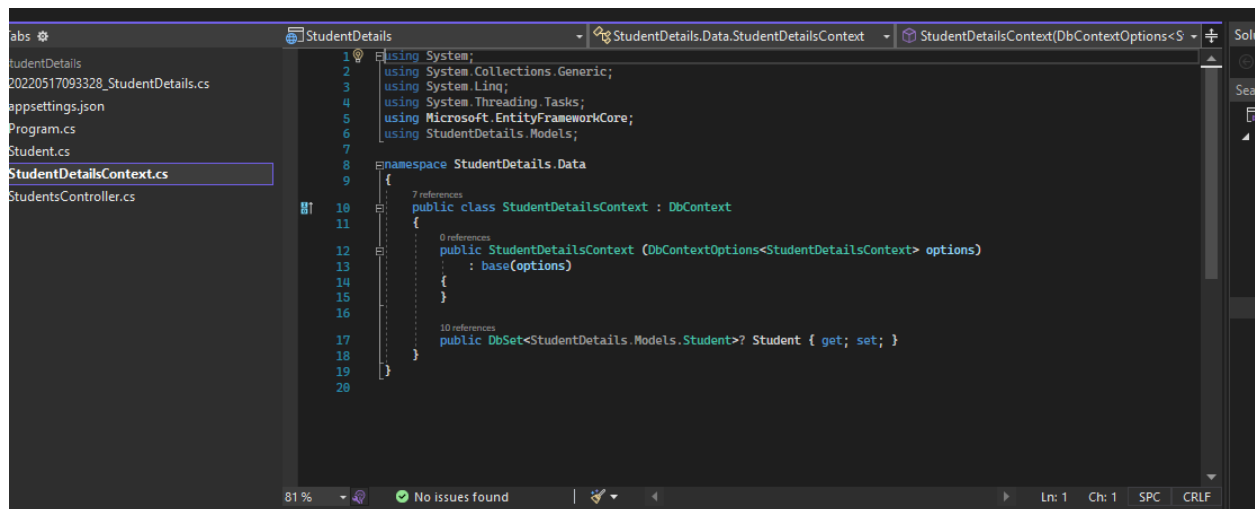 abs
StudentDetails
StudentDetails.Data.StudentDetailsContext
StudentDetailsContext(DbContextOptions<S
Solu
tudentDetails
20220517093328_StudentDetails.cs
appsettings.json
Program.cs
Student.cs
StudentDetailsContext.cs
StudentsController.cs
Sea
1 using System;
2 using System.Collections.Generic;
3 using System.Linq;
4 using System.Threading.Tasks;
5 using Microsoft.EntityFrameworkCore;
6 using StudentDetails.Models;
7
8 namespace StudentDetails.Data
9 {
7 references
10 public class StudentDetailsContext : DbContext
11 {
0 references
12 public StudentDetailsContext (DbContextOptions<StudentDetailsContext> options)
13 : base(options)
14 {
15 }
16
10 references
17 public DbSet<StudentDetails.Models.Student>? Student { get; set; }
18 }
19 }
20
81 % No issues found Ln: 1 Ch: 1 SPC CRLF